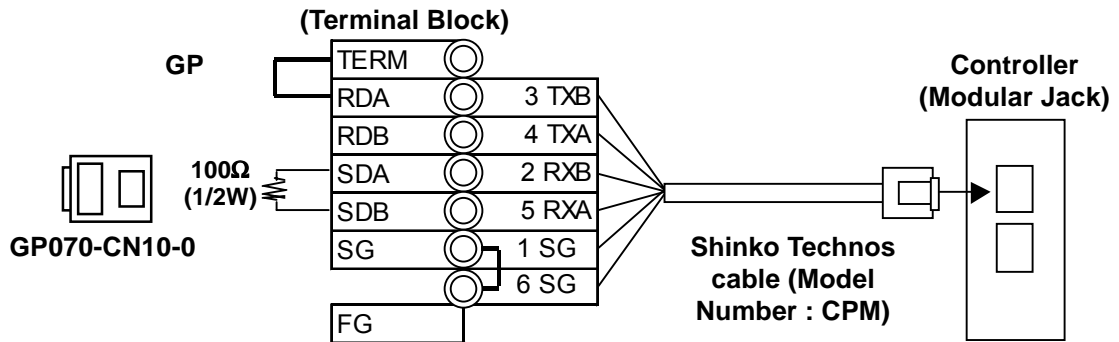 (Terminal Block)
GP
TERM
RDA 3 TXB
RDB 4 TXA
SDA 2 RXB
SDB 5 RXA
SG 1 SG
6 SG
FG
100Ω
(1/2W)
GP070-CN10-0
Shinko Technos
cable (Model
Number : CPM)
Controller
(Modular Jack)